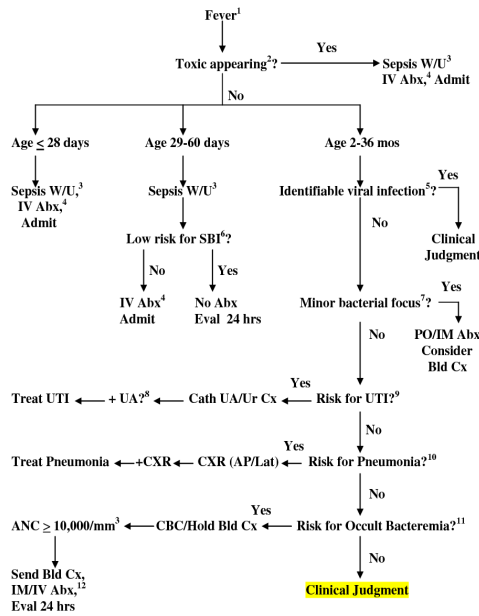 Fever1
Yes
Toxic appearing2?
Sepsis W/U3
IV Abx,4 Admit
No
Age ≤ 28 days
Age 29-60 days
Age 2-36 mos
Sepsis W/U,3
IV Abx,4
Admit
Sepsis W/U3
Identifiable viral infection5?
Yes
Clinical
Judgment
Low risk for SBI6?
No
No
Yes
IV Abx4
Admit
No Abx
Eval 24 hrs
Minor bacterial focus7?
Yes
PO/IM Abx
Consider
Bld Cx
No
Treat UTI
+ UA?8
Cath UA/Ur Cx
Yes
Risk for UTI?9
No
Treat Pneumonia
+CXR
CXR (AP/Lat)
Yes
Risk for Pneumonia?10
No
ANC ≥ 10,000/mm3
CBC/Hold Bld Cx
Yes
Risk for Occult Bacteremia?11
No
Send Bld Cx,
IM/IV Abx,12
Eval 24 hrs
Clinical Judgment